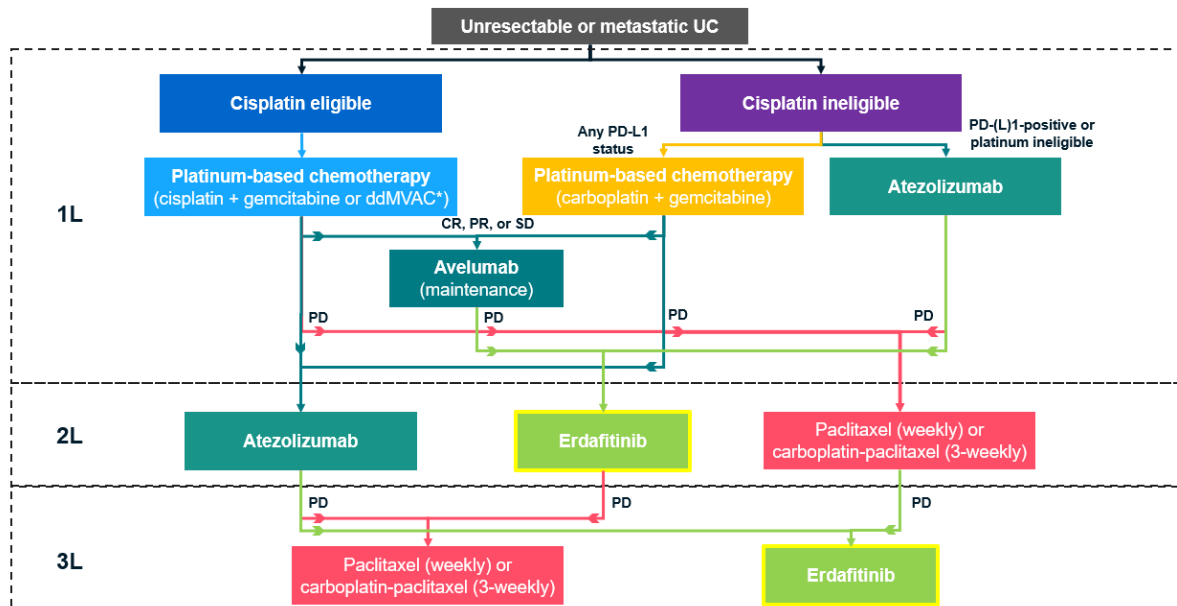 Unresectable or metastatic UC
Cisplatin eligible
Cisplatin ineligible
Any PD-L1
status
PD-(L)1-positive or
platinum ineligible
1L
Platinum-based chemotherapy
(cisplatin + gemcitabine or ddMVAC*)
Platinum-based chemotherapy
(carboplatin + gemcitabine)
Atezolizumab
CR, PR, or SD
Avelumab
(maintenance)
PD
PD
PD
PD
2L
Atezolizumab
Erdafitinib
Paclitaxel (weekly) or
carboplatin-paclitaxel (3-weekly)
PD
PD
PD
3L
Paclitaxel (weekly) or
carboplatin-paclitaxel (3-weekly)
Erdafitinib